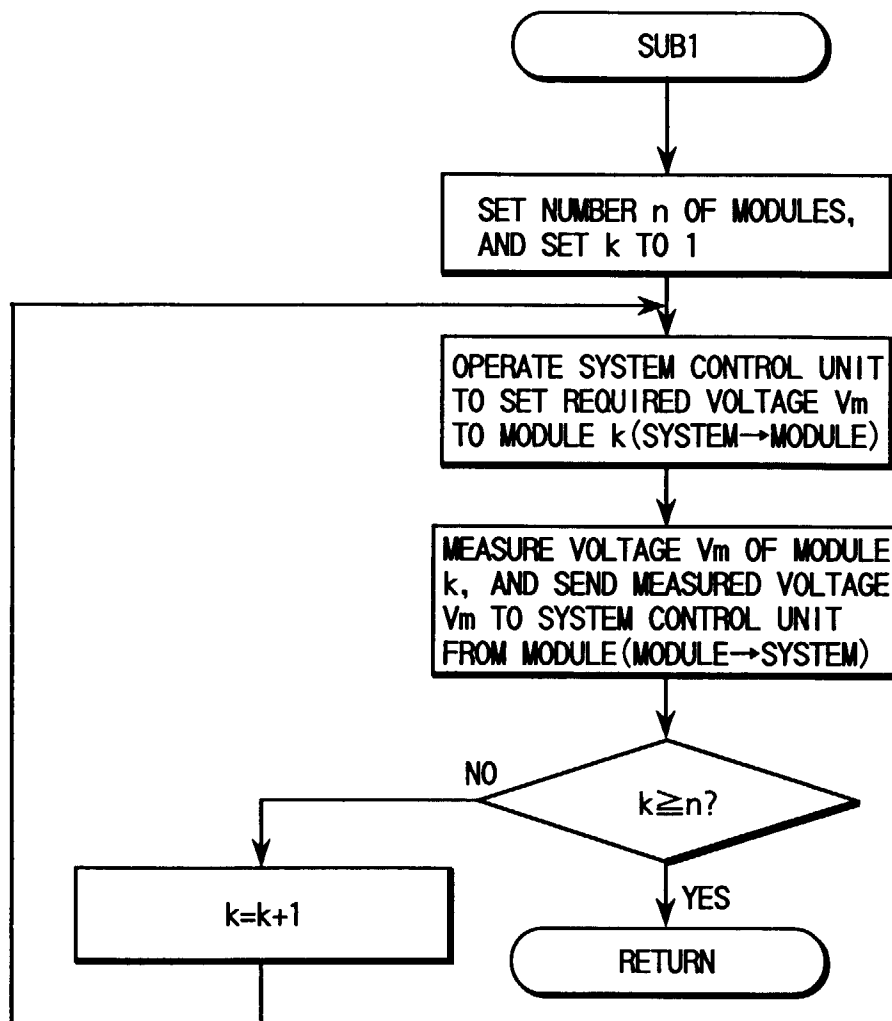 SUB1
SET NUMBER n OF MODULES,
AND SET k TO 1
OPERATE SYSTEM CONTROL UNIT
TO SET REQUIRED VOLTAGE Vm
TO MODULE k(SYSTEM→MODULE)
MEASURE VOLTAGE Vm OF MODULE
k, AND SEND MEASURED VOLTAGE
Vm TO SYSTEM CONTROL UNIT
FROM MODULE(MODULE→SYSTEM)
NO
k≧n?
YES
k=k+1
RETURN